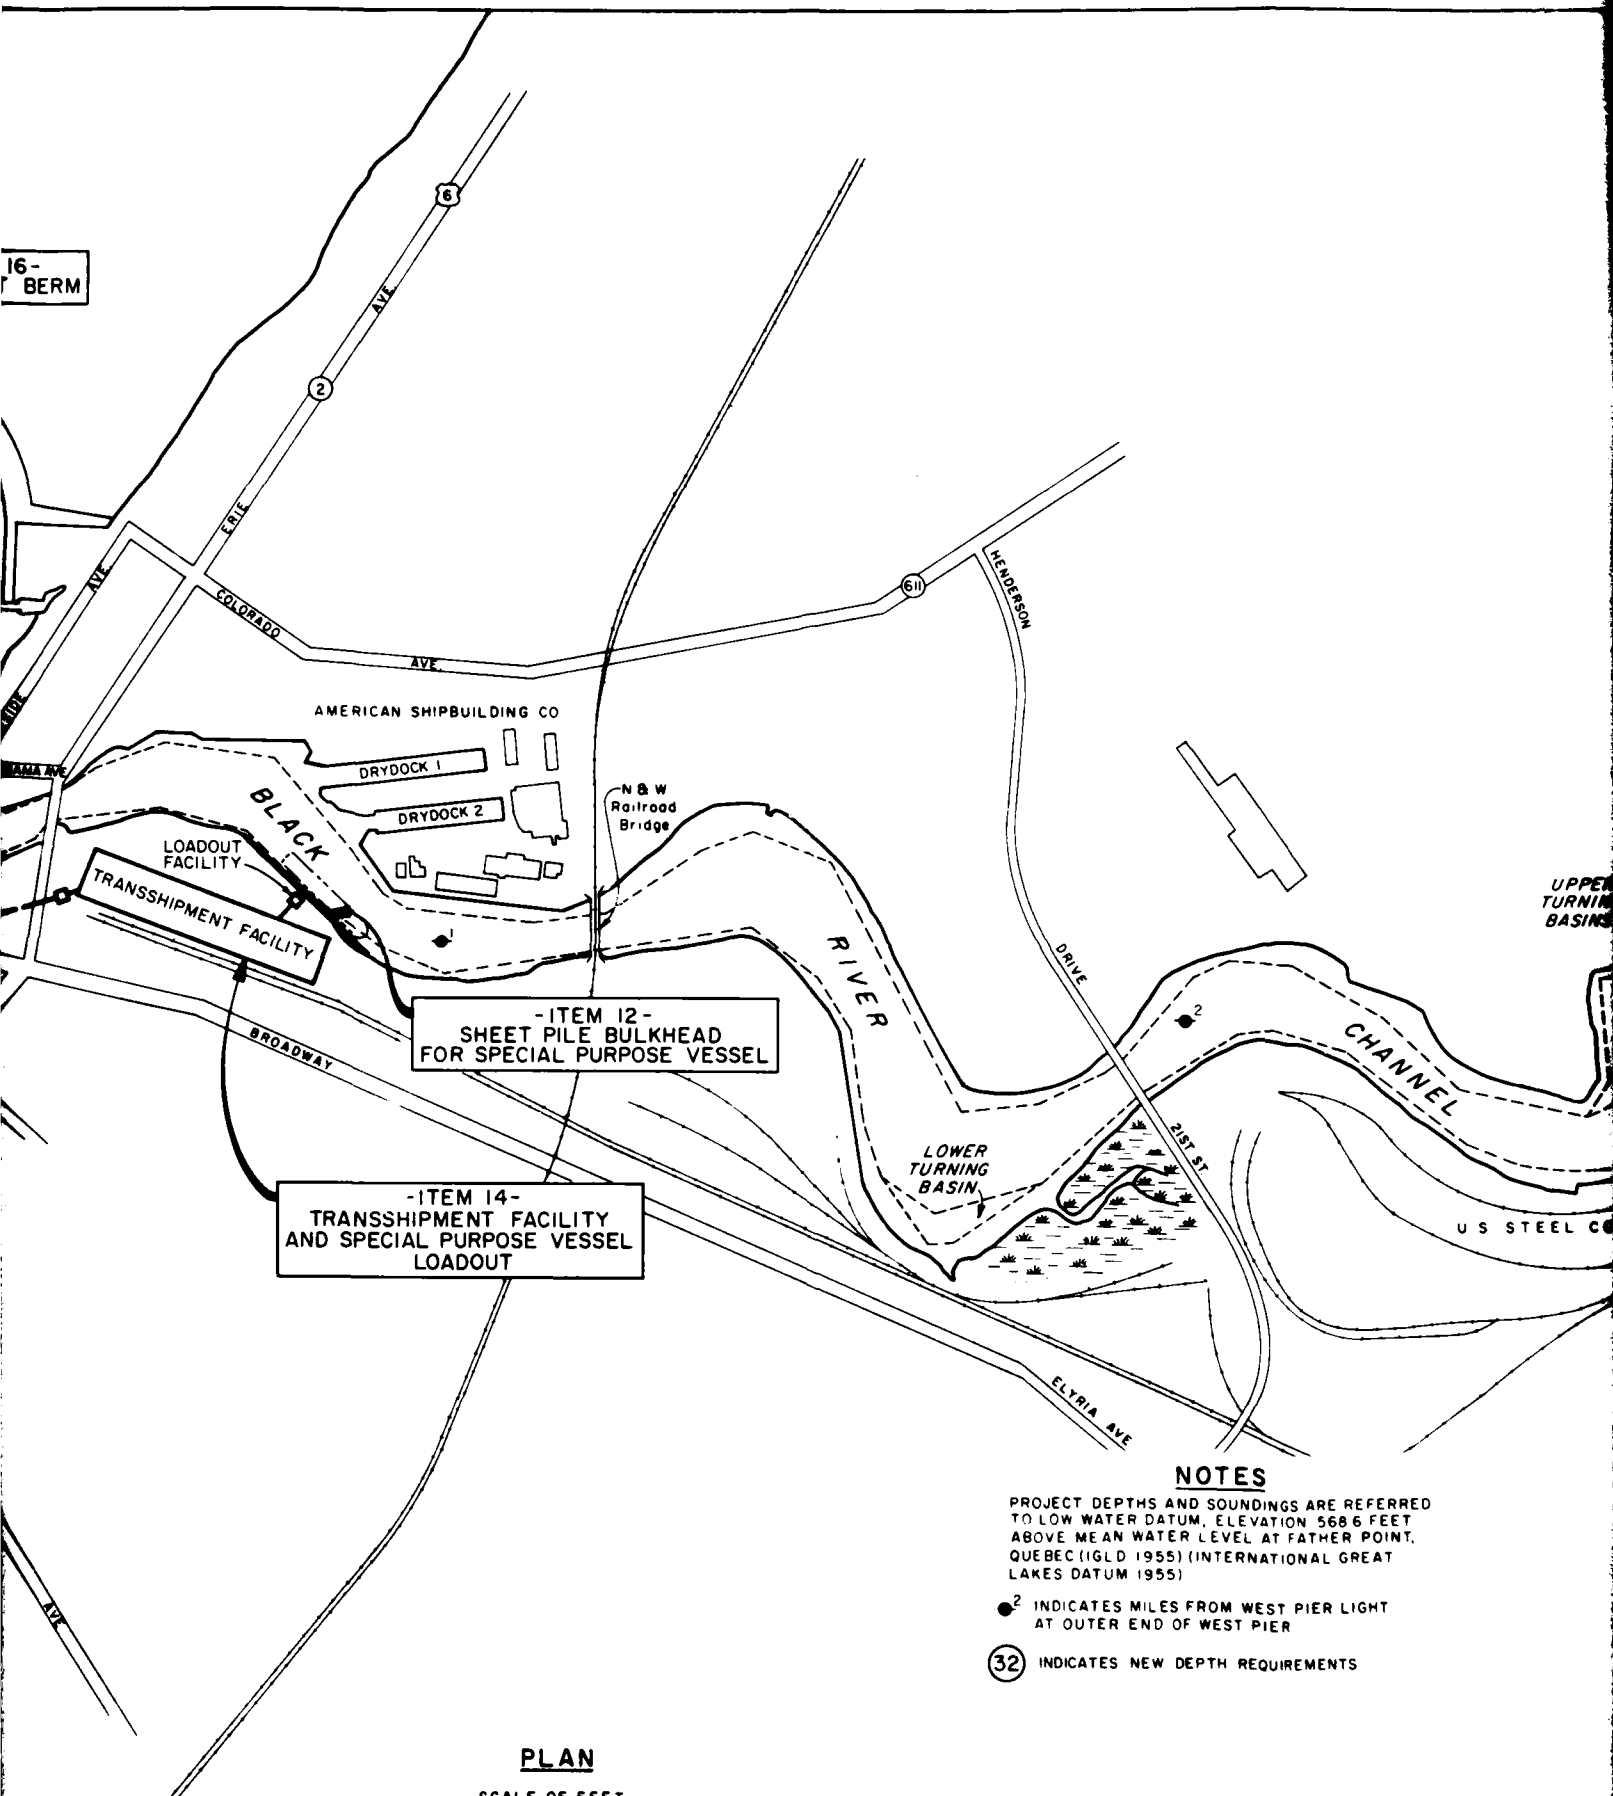 6
16-
BERM
AVE.
2
ERIE
AVE.
COLORADO
AVE.
611
HENDERSON
AMERICAN SHIPBUILDING CO
DRYDOCK 1
DRYDOCK 2
N & W
Railroad
Bridge
BLACK
LOADOUT
FACILITY
TRANSSHIPMENT FACILITY
1
RIVER
DRIVE
2
CHANNEL
UPPER
TURNIN
BASINS
-ITEM 12-
SHEET PILE BULKHEAD
FOR SPECIAL PURPOSE VESSEL
BROADWAY
21ST ST
LOWER
TURNING
BASIN
-ITEM 14-
TRANSSHIPMENT FACILITY
AND SPECIAL PURPOSE VESSEL
LOADOUT
U S STEEL C
ELYRIA AVE
NOTES
PROJECT DEPTHS AND SOUNDINGS ARE REFERRED
TO LOW WATER DATUM, ELEVATION 568 6 FEET
ABOVE MEAN WATER LEVEL AT FATHER POINT,
QUEBEC (IGLD 1955) (INTERNATIONAL GREAT
LAKES DATUM 1955)
2 INDICATES MILES FROM WEST PIER LIGHT
AT OUTER END OF WEST PIER
32 INDICATES NEW DEPTH REQUIREMENTS
AVE
PLAN